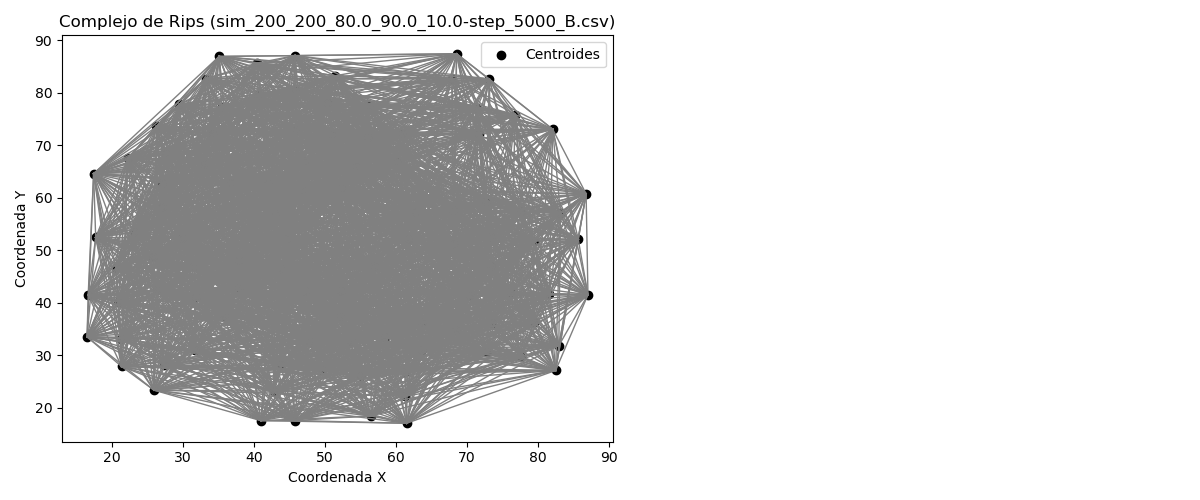 Complejo de Rips (sim_200_200_80.0_90.0_10.0-step_5000_B.csv)
Centroides
90
80
70
60
50
40
30
20
Coordenada Y
20 30 40 50 60 70 80 90
Coordenada X